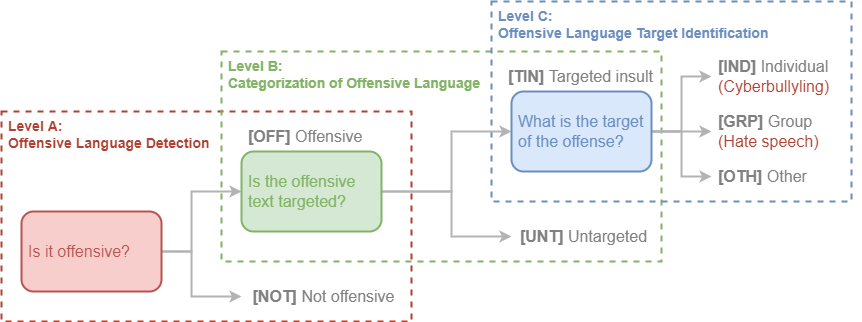 Level C:
Offensive Language Target Identification
Level B:
Categorization of Offensive Language
[TIN] Targeted insult
[IND] Individual
(Cyberbullyling)
What is the target
of the offense?
[GRP] Group
(Hate speech)
[OTH] Other
Level A:
Offensive Language Detection
[OFF] Offensive
Is the offensive
text targeted?
[UNT] Untargeted
Is it offensive?
[NOT] Not offensive